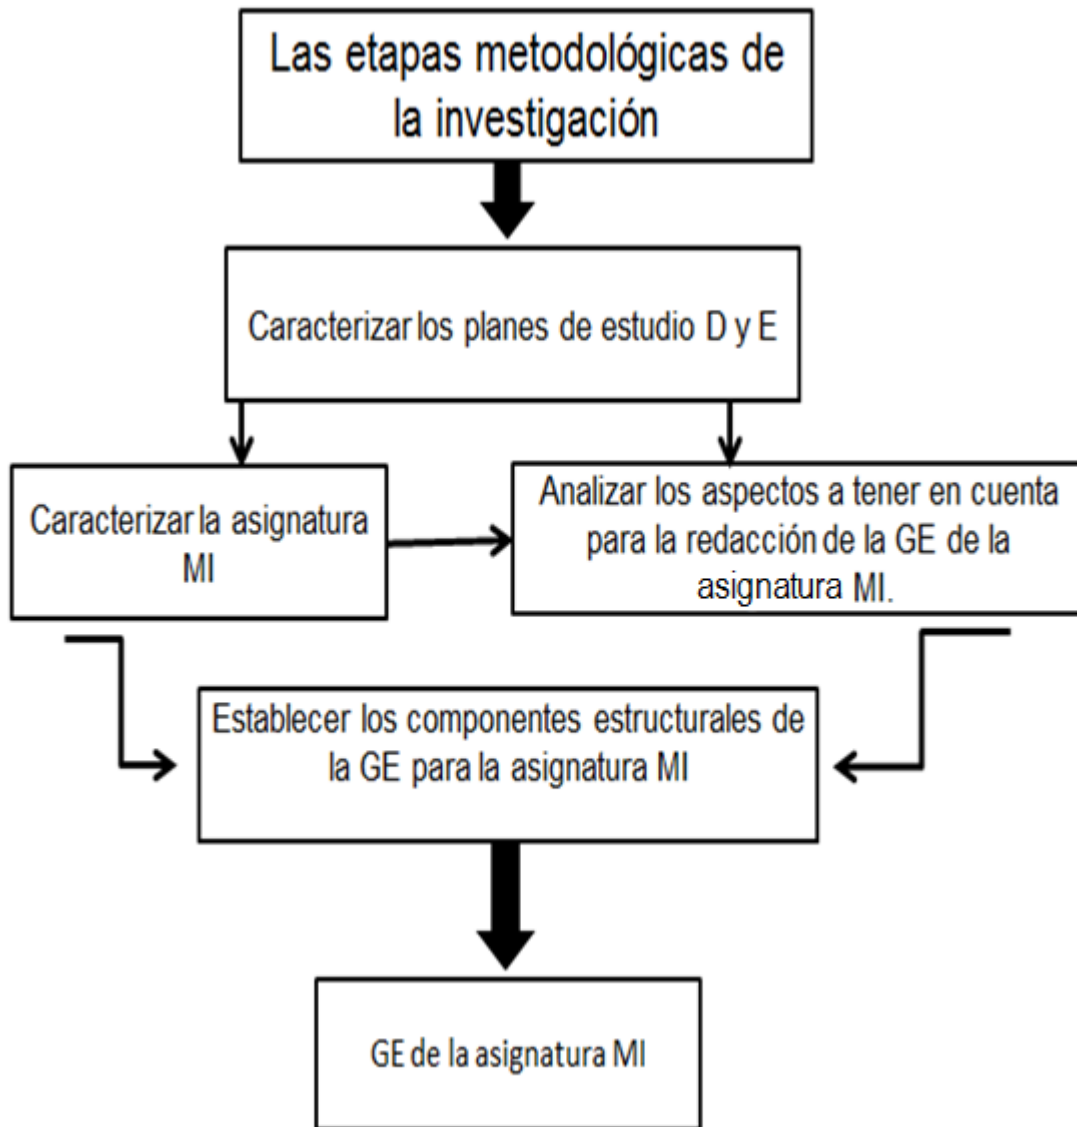 Las etapas metodológicas de
la investigación
Caracterizar los planes de estudio D y E
Caracterizar la asignatura
MI
Analizar los aspectos a tener en cuenta
para la redacción de la GE de la
asignatura MI.
Establecer los componentes estructurales de
la GE para la asignatura MI
GE de la asignatura MI